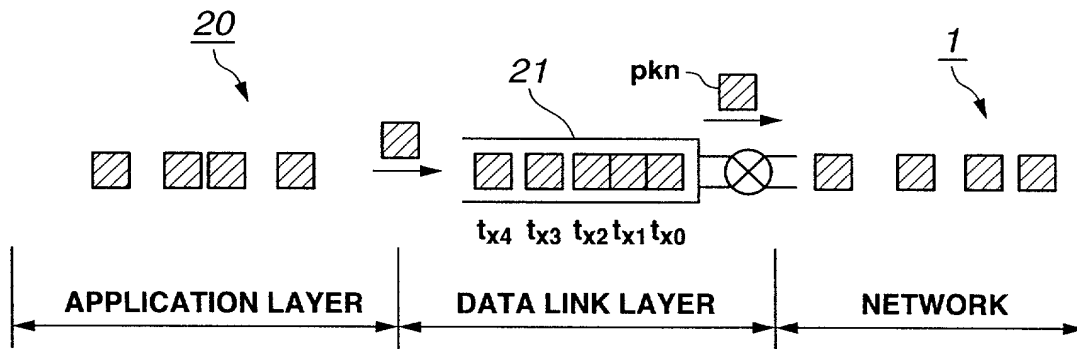 20
21
pkn
1
tx4 tx3 tx2 tx1 tx0
APPLICATION LAYER
DATA LINK LAYER
NETWORK